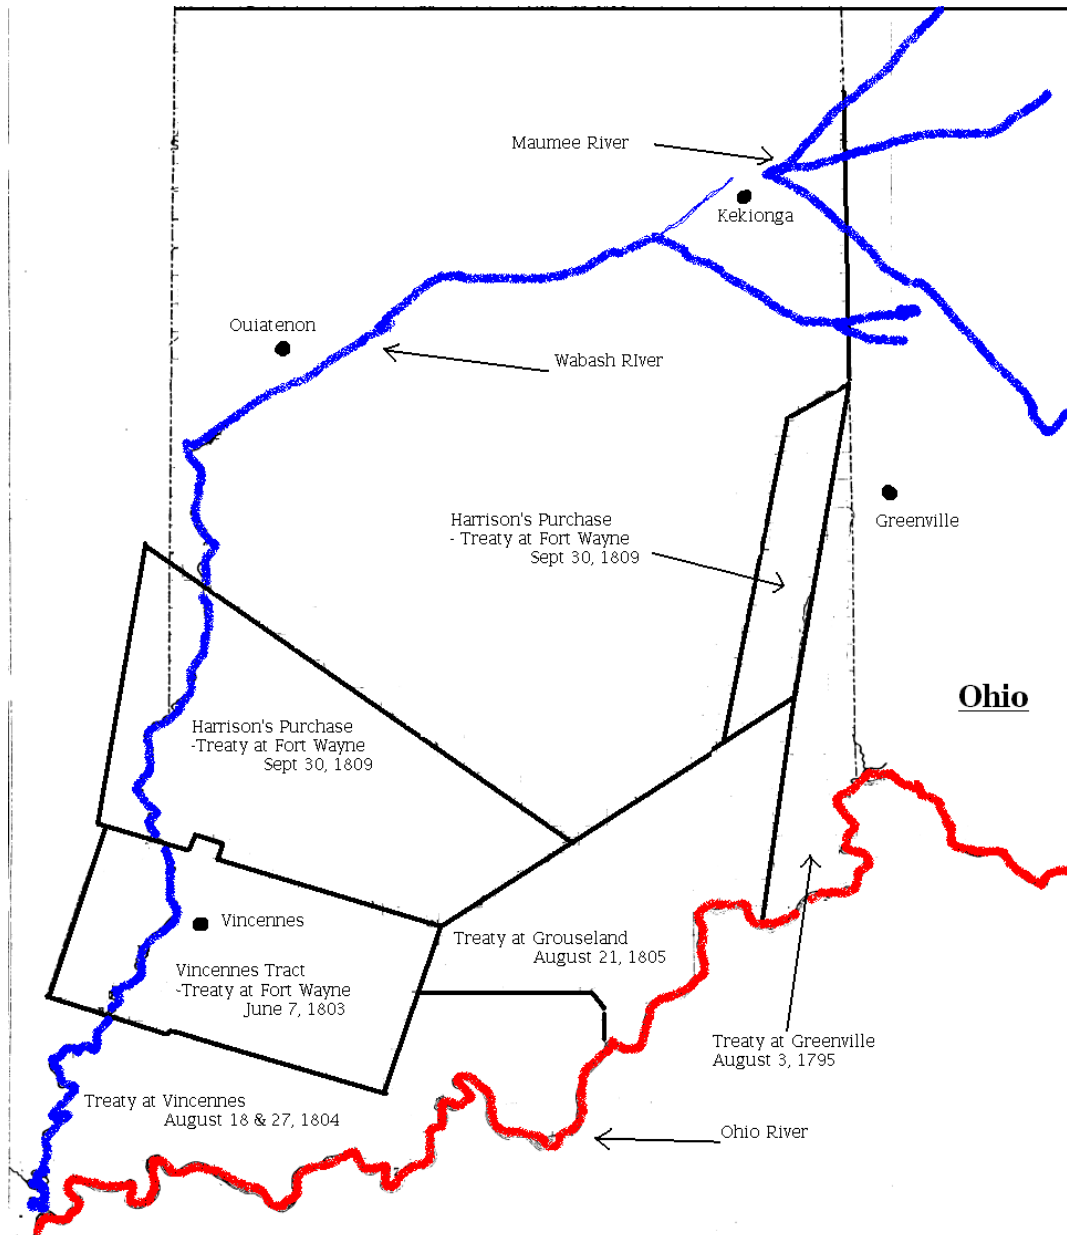 Maumee River
Kekionga
Ouiatenon
Wabash RIver
Harrison's Purchase
- Treaty at Fort Wayne
Sept 30, 1809
Greenville
Ohio
Harrison's Purchase
-Treaty at Fort Wayne
Sept 30, 1809
Vincennes
Treaty at Grouseland
August 21, 1805
Vincennes Tract
-Treaty at Fort Wayne
June 7, 1803
Treaty at Greenville
August 3, 1795
Treaty at Vincennes
August 18 & 27, 1804
Ohio River